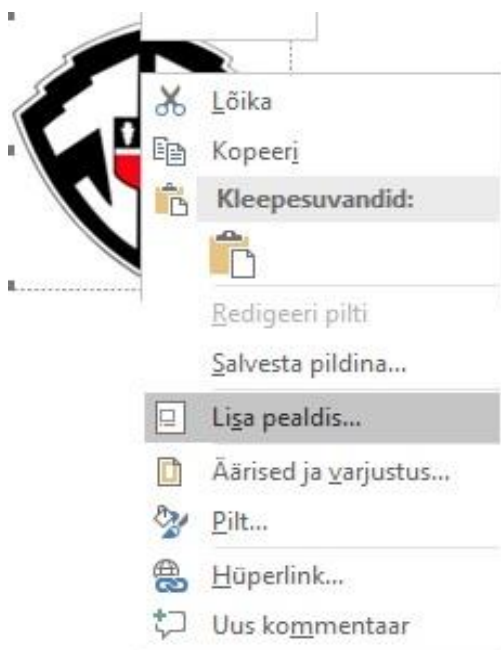 Lõika
Kopeeri
Kleepesuvandid:
Redigeeri pilti
Salvesta pildina...
Lisa pealdis...
Äärised ja varjustus...
Pilt...
Hüperlink...
Uus kommentaar